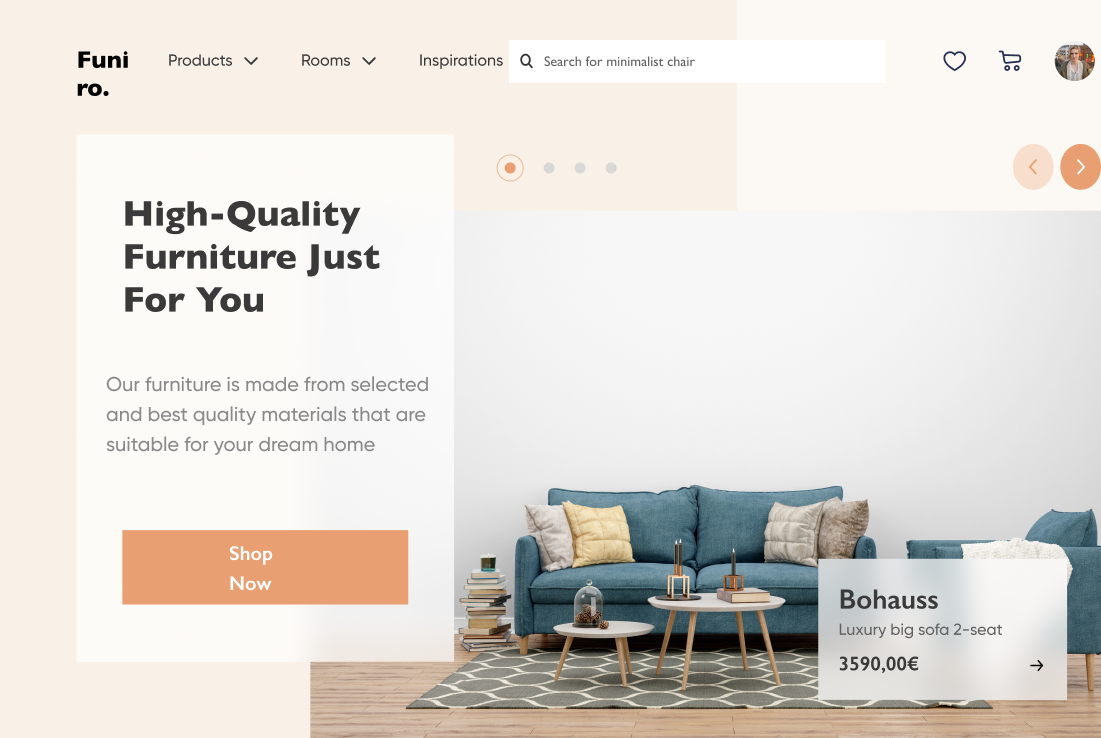 Funi
ro.
Products
Rooms
Inspirations
Search for minimalist chair
High-Quality
Furniture Just
For You
Our furniture is made from selected
and best quality materials that are
suitable for your dream home
Shop
Now
Bohauss
Luxury big sofa 2-seat
3590,00€